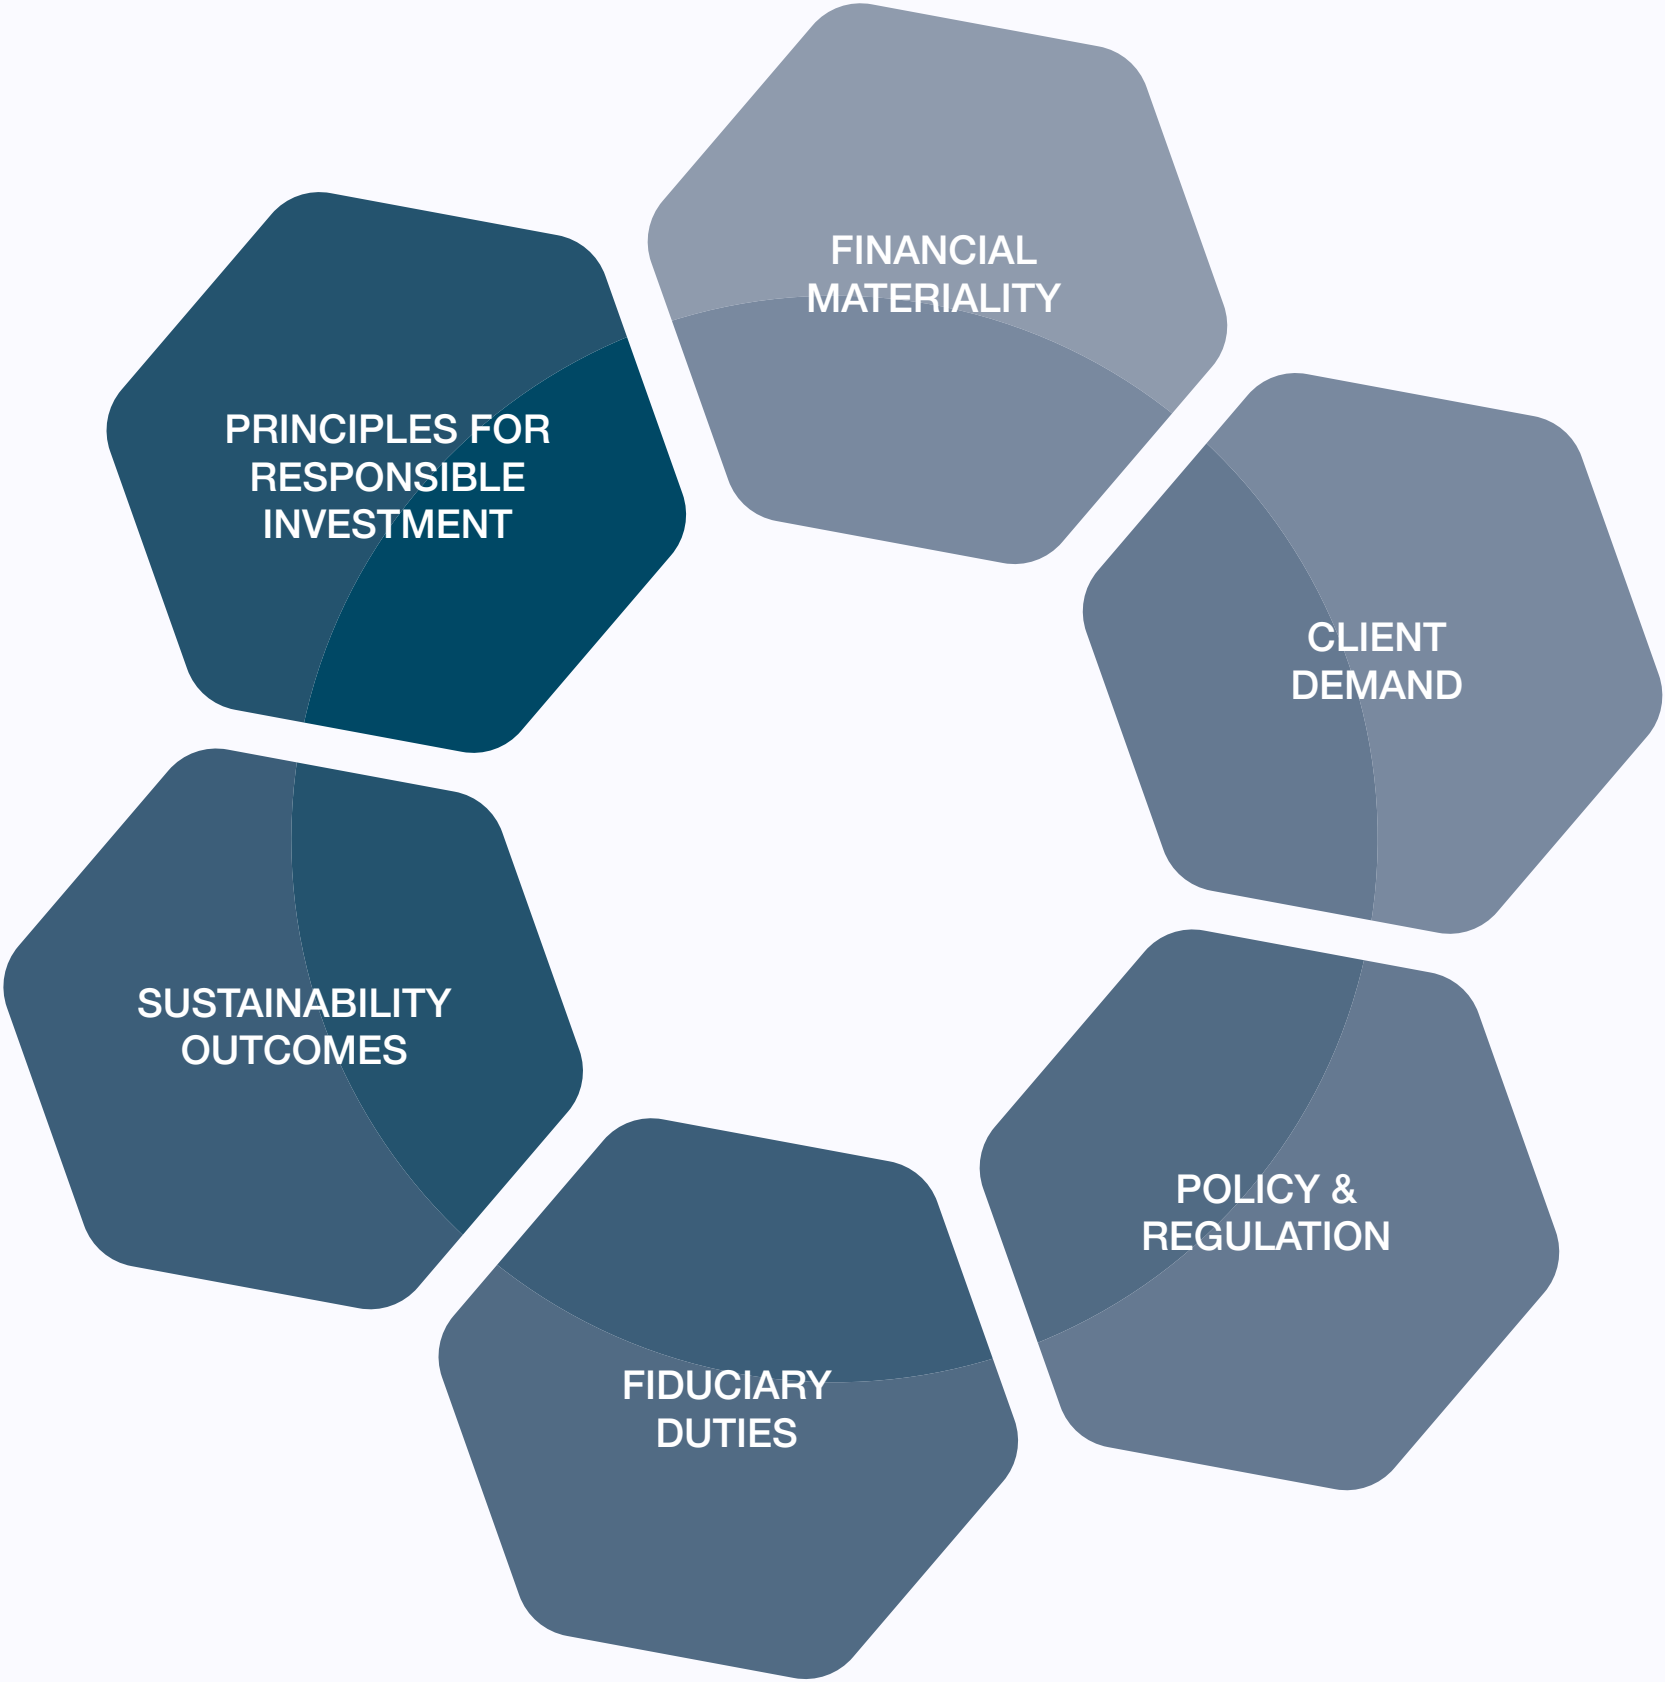 FINANCIAL
MATERIALITY
PRINCIPLES FOR
RESPONSIBLE
INVESTMENT
CLIENT
DEMAND
SUSTAINABILITY
OUTCOMES
POLICY &
REGULATION
FIDUCIARY
DUTIES